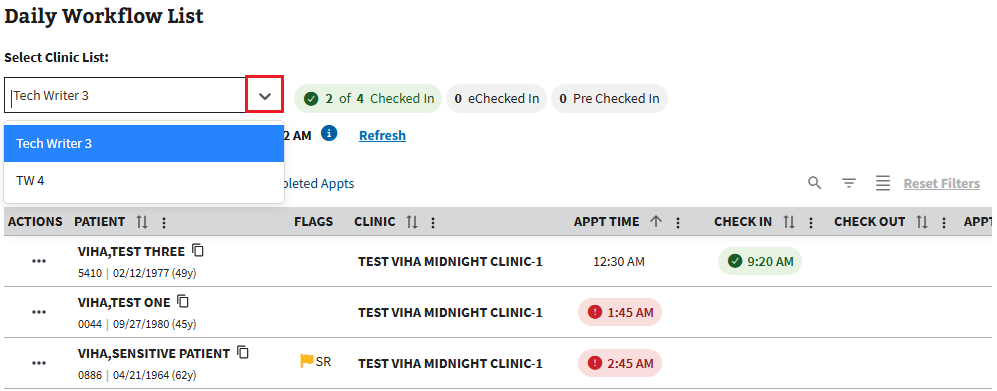 Daily Workflow List
Select Clinic List:
Tech Writer 3
2 of 4 Checked In
0 eChecked In
0 Pre Checked In
Tech Writer 3
TW 4
2 AM
Refresh
pleted Appts
Reset Filters
ACTIONS PATIENT FLAGS CLINIC APPT TIME CHECK IN CHECK OUT APPT
VIHA,TEST THREE
5410 | 02/12/1977 (49y)
TEST VIHA MIDNIGHT CLINIC-1 12:30 AM 9:20 AM
VIHA,TEST ONE
0044 | 09/27/1980 (45y)
TEST VIHA MIDNIGHT CLINIC-1 1:45 AM
VIHA,SENSITIVE PATIENT
0886 | 04/21/1964 (62y)
SR TEST VIHA MIDNIGHT CLINIC-1 2:45 AM